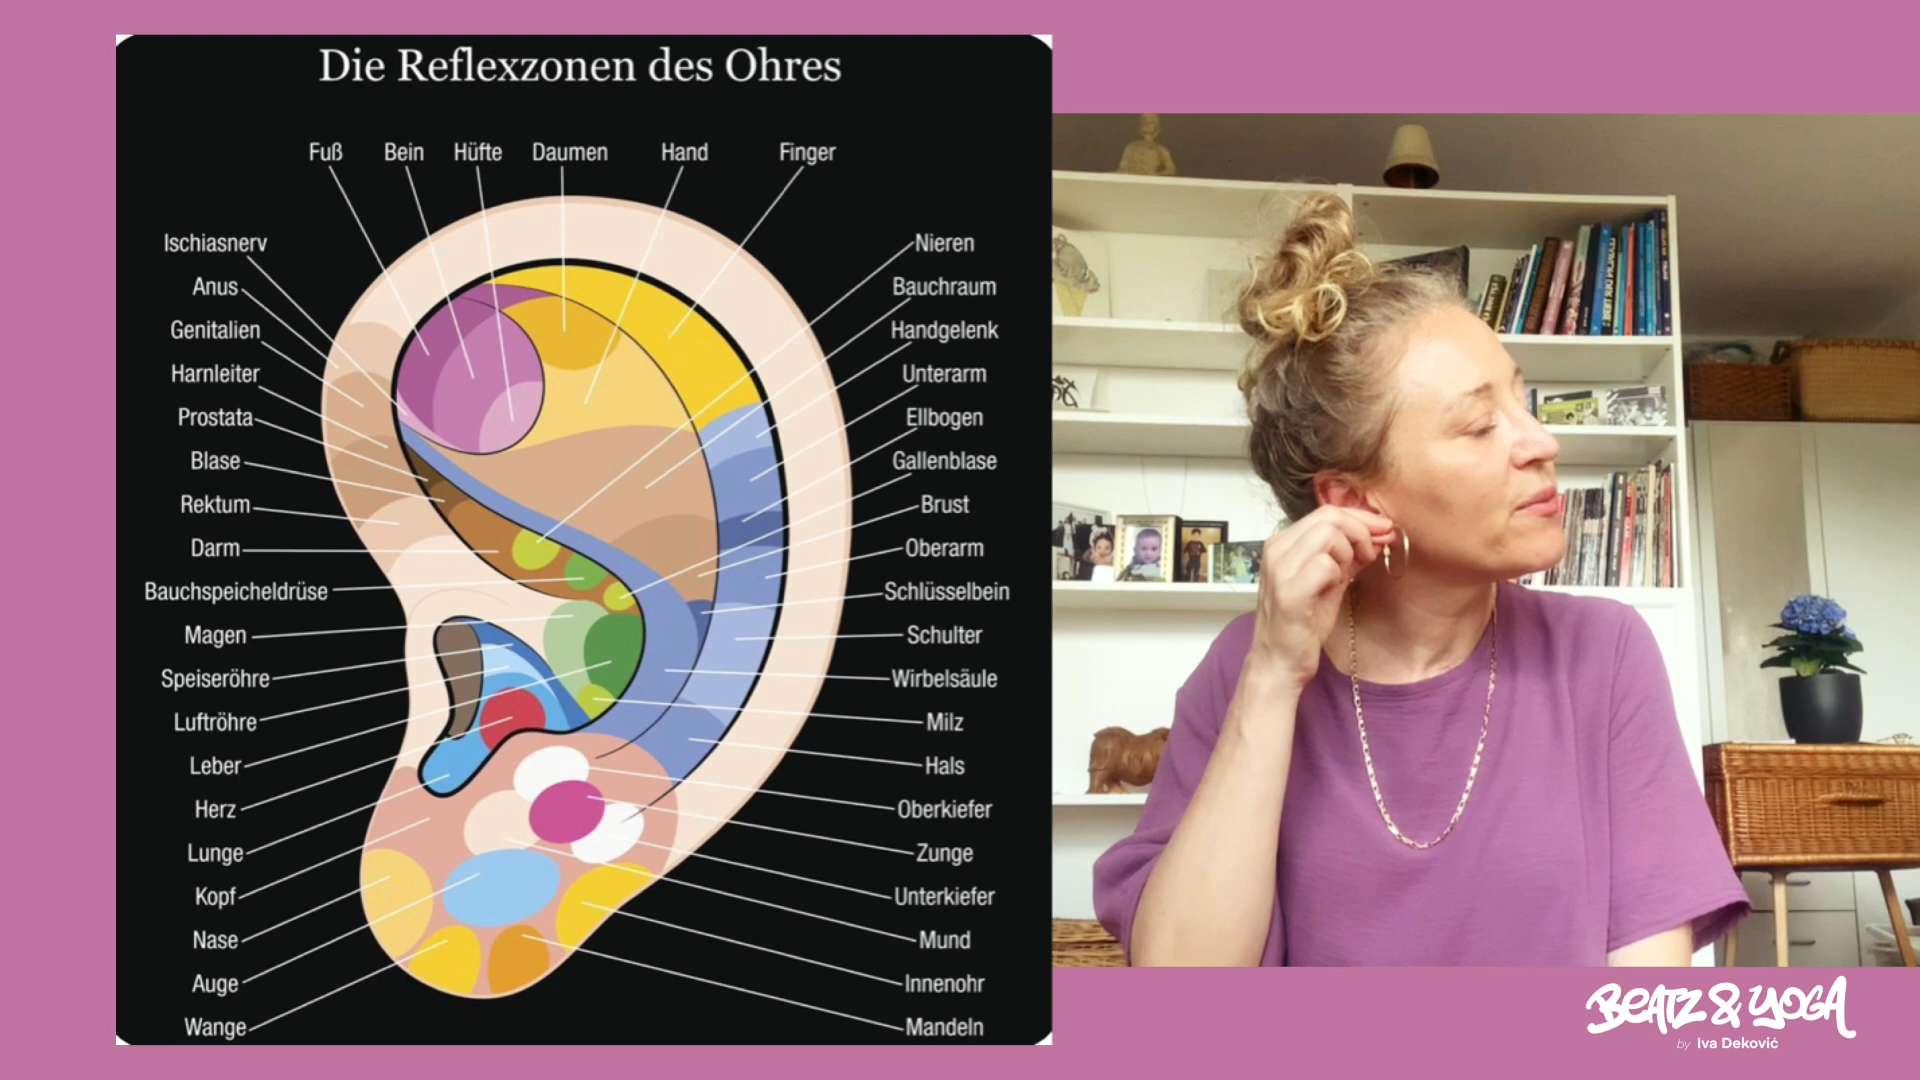 Die Reflexzonen des Ohres
Fuß
Bein
Hüfte
Daumen
Hand
Finger
Ischiasnerv
Anus
Genitalien
Harnleiter
Prostata
Blase
Rektum
Darm
Bauchspeicheldrüse
Magen
Speiseröhre
Luftröhre
Leber
Herz
Lunge
Kopf
Nase
Auge
Wange
Nieren
Bauchraum
Handgelenk
Unterarm
Ellbogen
Gallenblase
Brust
Oberarm
Schlüsselbein
Schulter
Wirbelsäule
Milz
Hals
Oberkiefer
Zunge
Unterkiefer
Mund
Innenohr
Mandeln
BEATZ & YOGA
by Iva Deković